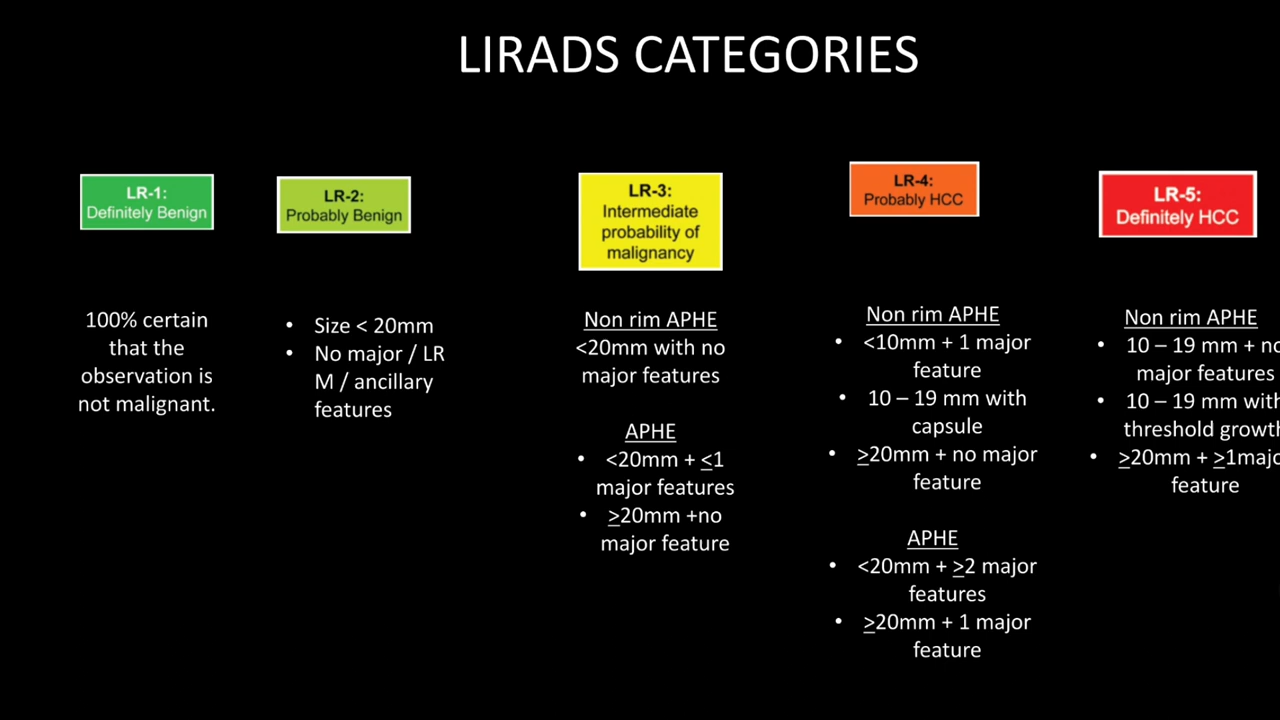 LIRADS CATEGORIES
LR-1:
Definitely Benign
100% certain
that the
observation is
not malignant.
LR-2:
Probably Benign
• Size < 20mm
• No major / LR
M / ancillary
features
LR-3:
Intermediate
probability of
malignancy
Non rim APHE
<20mm with no
major features
APHE
• <20mm + <1
major features
• >20mm +no
major feature
LR-4:
Probably HCC
Non rim APHE
• <10mm + 1 major
feature
• 10 – 19 mm with
capsule
• >20mm + no major
feature
APHE
• <20mm + >2 major
features
• >20mm + 1 major
feature
LR-5:
Definitely HCC
Non rim APHE
• 10 – 19 mm + no
major features
• 10 – 19 mm with
threshold growth
• >20mm + >1majo
feature